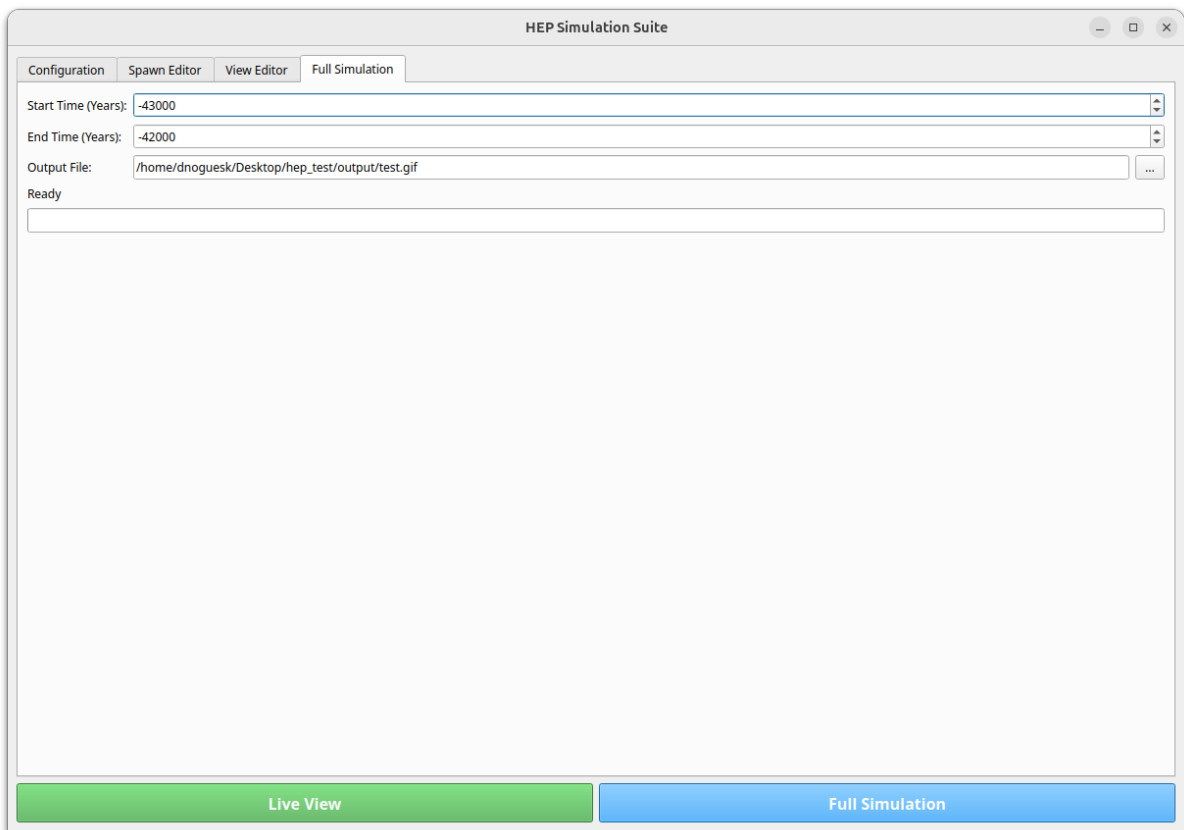 HEP Simulation Suite
Configuration Spawn Editor View Editor Full Simulation
Start Time (Years): -43000
End Time (Years): -42000
Output File: /home/dnoguesk/Desktop/hep_test/output/test.gif ...
Ready
Live View Full Simulation